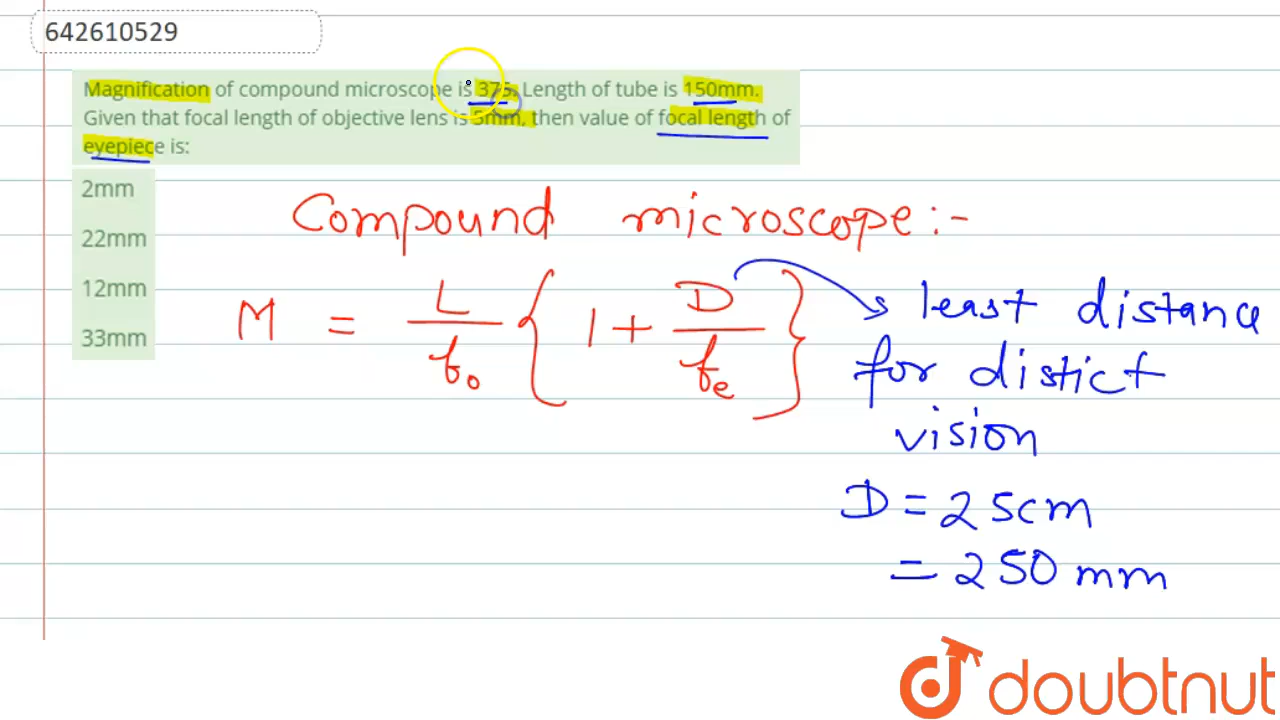 642610529
Magnification of compound microscope is 375. Length of tube is 150mm.
Given that focal length of objective lens is 5mm, then value of focal length of
eyepiece is:
2mm
22mm
12mm
33mm
Compound microscope:-
M = L/fo { 1 + D/fe }
least distance
for distict
vision
D = 25cm
= 250 mm
doubtnut